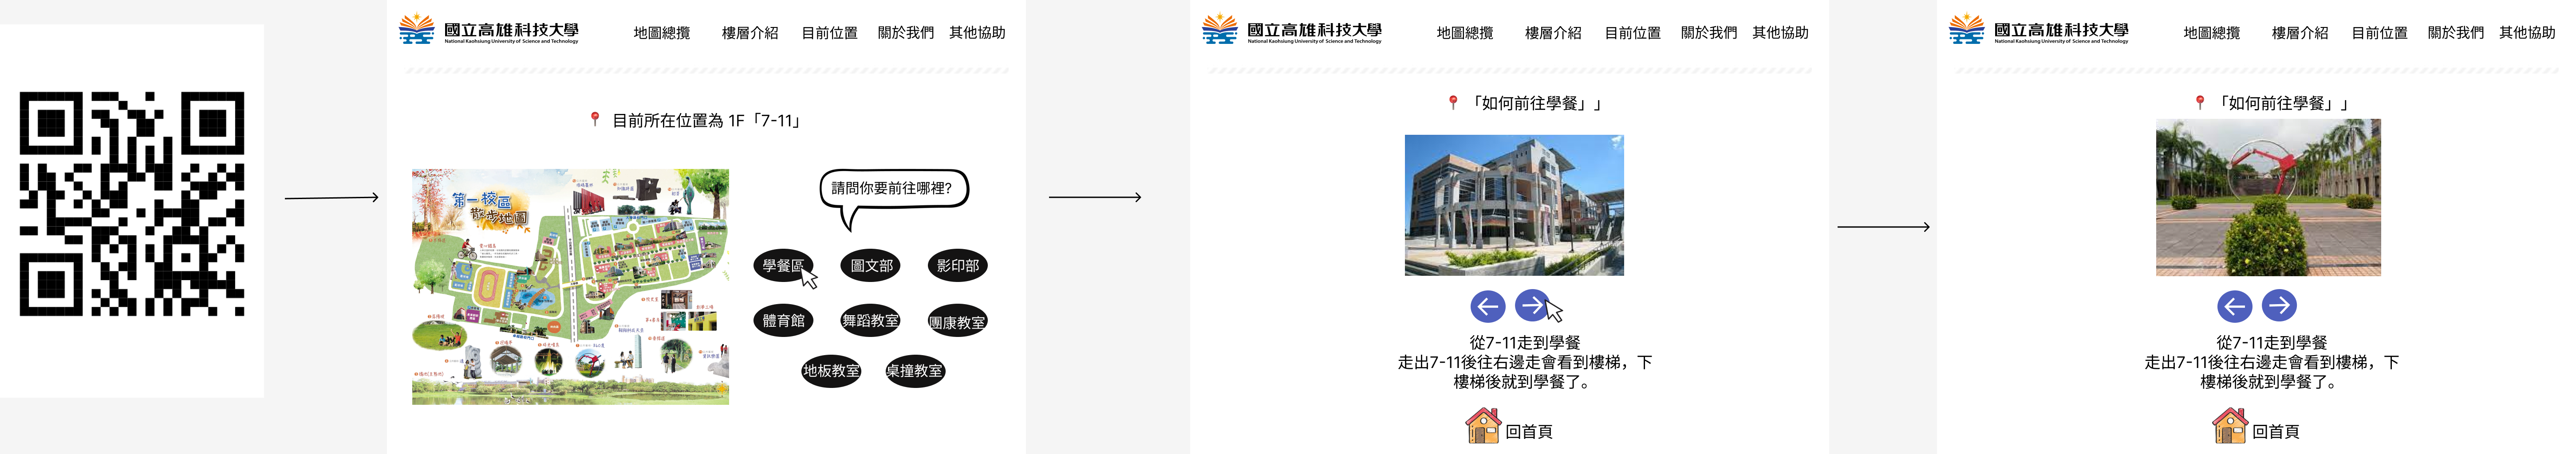 國立高雄科技大學
National Kaohsiung University of Science and Technology
地圖總攬 樓層介紹 目前位置 關於我們 其他協助
目前所在位置為 1F「7-11」
第一校區
散步地圖
請問你要前往哪裡?
學餐區 圖文部 影印部
體育館 舞蹈教室 團康教室
地板教室 桌撞教室
國立高雄科技大學
National Kaohsiung University of Science and Technology
地圖總攬 樓層介紹 目前位置 關於我們 其他協助
「如何前往學餐」」
從7-11走到學餐
走出7-11後往右邊走會看到樓梯，下
樓梯後就到學餐了。
回首頁
國立高雄科技大學
National Kaohsiung University of Science and Technology
地圖總攬 樓層介紹 目前位置 關於我們 其他協助
「如何前往學餐」」
從7-11走到學餐
走出7-11後往右邊走會看到樓梯，下
樓梯後就到學餐了。
回首頁